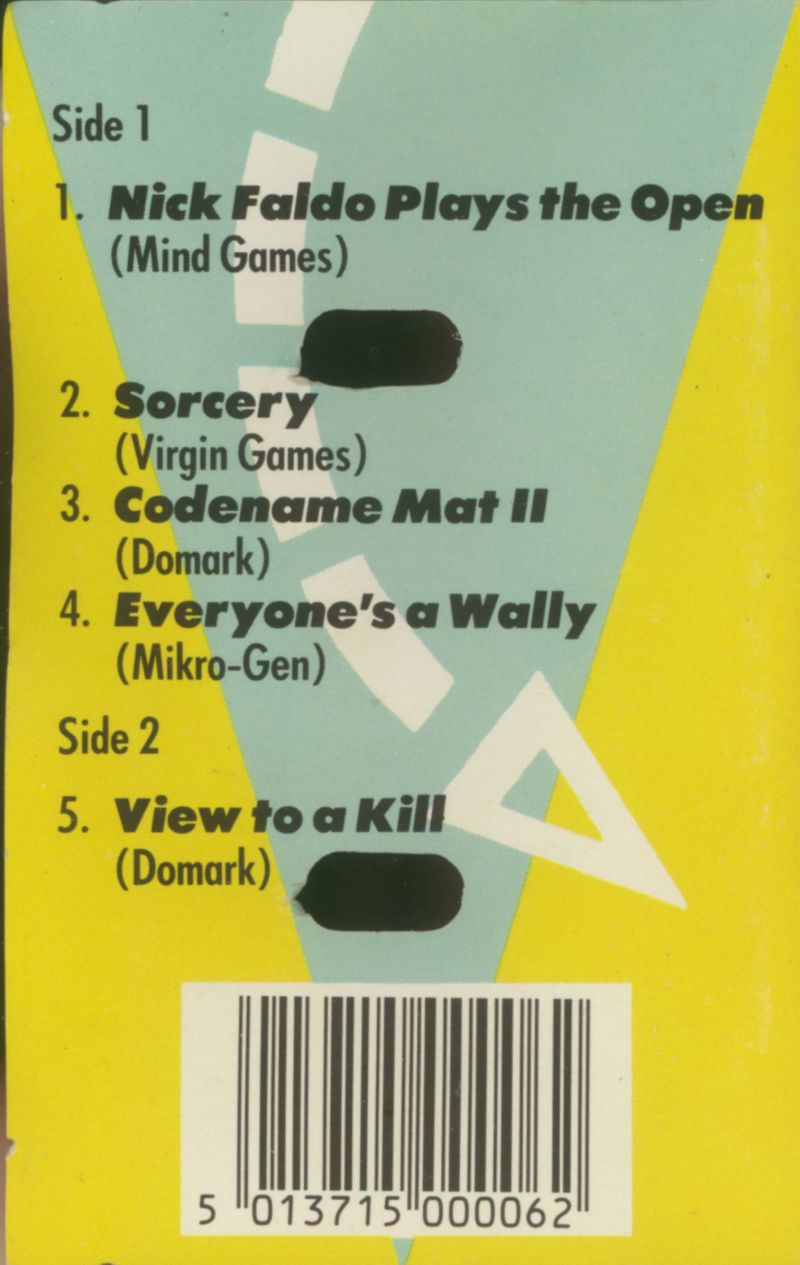 Side 1
1. Nick Faldo Plays the Open
(Mind Games)
2. Sorcery
(Virgin Games)
3. Codename Mat II
(Domark)
4. Everyone's a Wally
(Mikro-Gen)
Side 2
5. View to a Kill
(Domark)
5 013715 000062